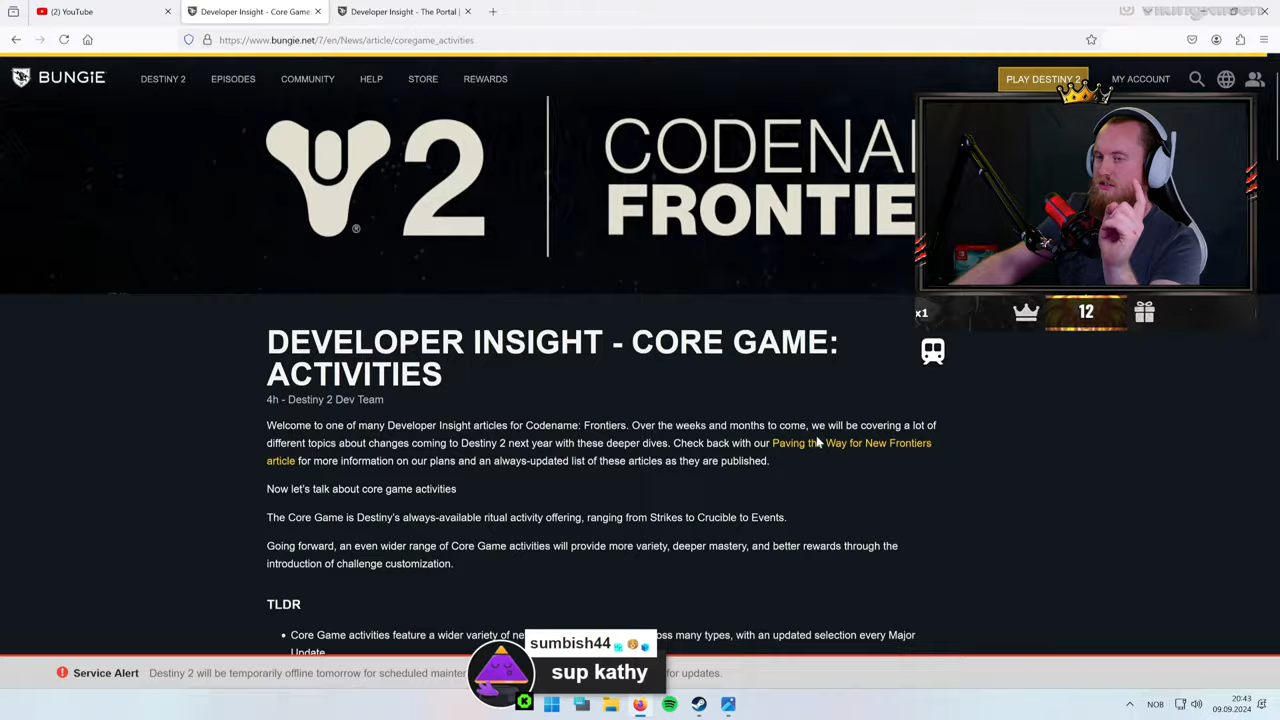 (2) YouTube
Developer Insight - Core Game:
Developer Insight - The Portal |
https://www.bungie.net/7/en/News/article/coregame_activities
BUNGiE
DESTINY 2
EPISODES
COMMUNITY
HELP
STORE
REWARDS
PLAY DESTINY 2
MY ACCOUNT
2
CODENA
FRONTIE
x1
12
DEVELOPER INSIGHT - CORE GAME:
ACTIVITIES
4h - Destiny 2 Dev Team
Welcome to one of many Developer Insight articles for Codename: Frontiers. Over the weeks and months to come, we will be covering a lot of
different topics about changes coming to Destiny 2 next year with these deeper dives. Check back with our Paving the Way for New Frontiers
article for more information on our plans and an always-updated list of these articles as they are published.
Now let's talk about core game activities
The Core Game is Destiny's always-available ritual activity offering, ranging from Strikes to Crucible to Events.
Going forward, an even wider range of Core Game activities will provide more variety, deeper mastery, and better rewards through the
introduction of challenge customization.
TLDR
Core Game activities feature a wider variety of ne oss many types, with an updated selection every Major
Update.
sumbish44
sup kathy
Service Alert Destiny 2 will be temporarily offline tomorrow for scheduled mainter for updates.
NOB
20:43
09.09.2024